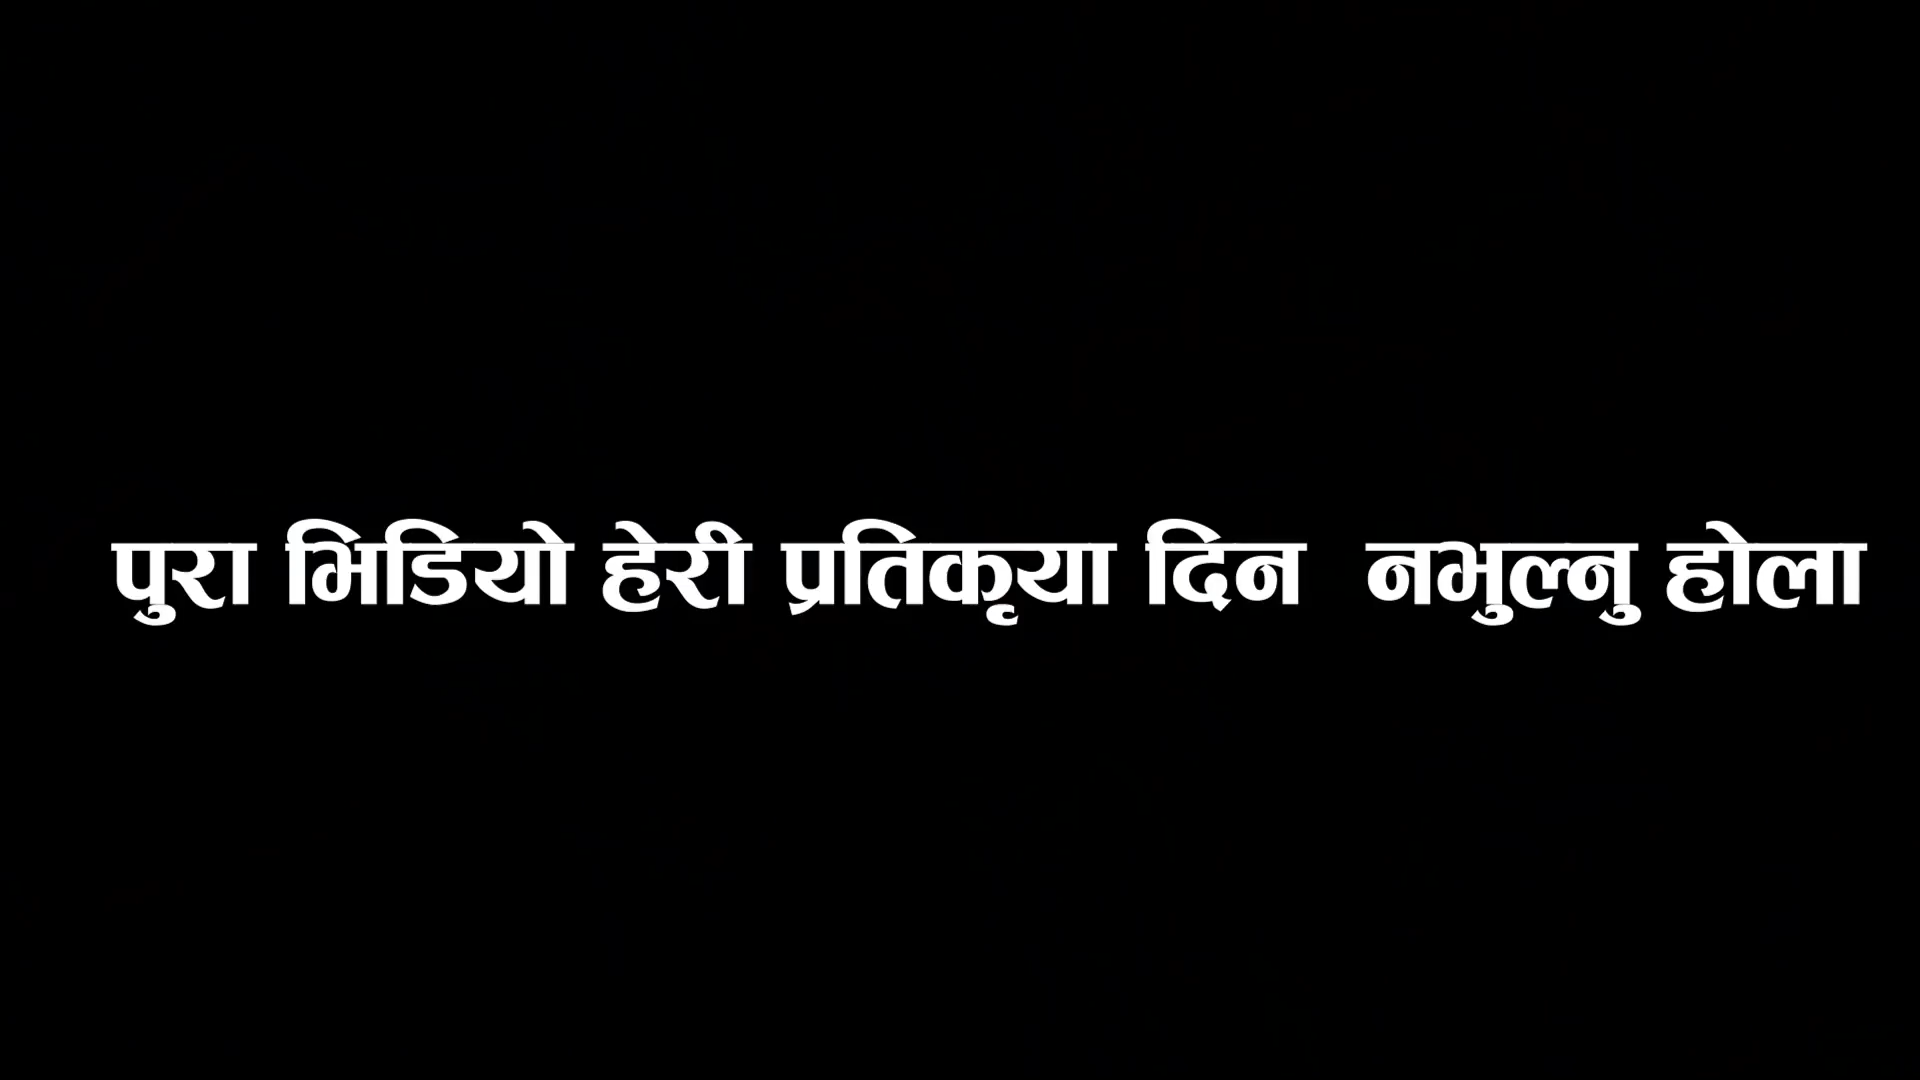 पुरा भिडियो हेरी प्रतिकृया दिन नभुल्नु होला